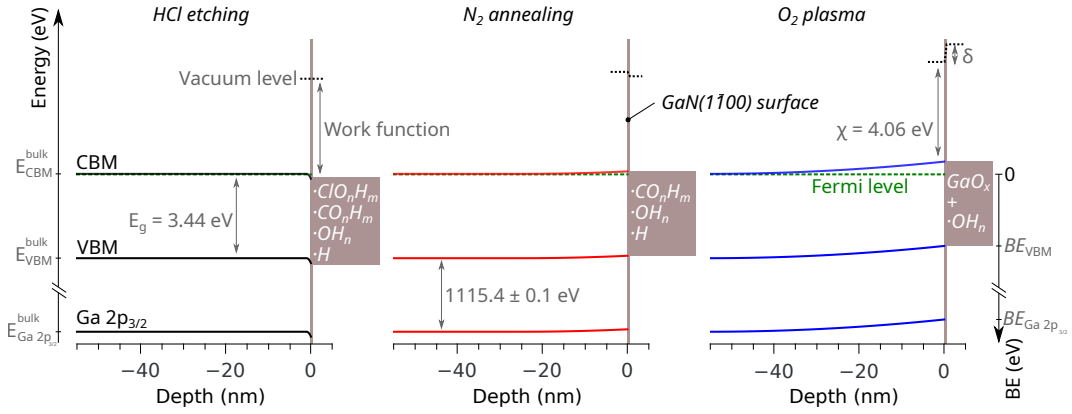 HCl etching
N₂ annealing
O₂ plasma
Energy (eV)
Vacuum level
Work function
GaN(11̄00) surface
δ
χ = 4.06 eV
E_CBM^bulk
CBM
E_g = 3.44 eV
E_VBM^bulk
VBM
E_Ga 2p₃/₂^bulk
Ga 2p₃/₂
·ClOₙHₘ
·COₙHₘ
·OHₙ
·H
1115.4 ± 0.1 eV
·COₙHₘ
·OHₙ
·H
Fermi level
GaOₓ
+
·OHₙ
0
BE_VBM
BE_Ga 2p₃/₂
BE (eV)
−40 −20 0
−40 −20 0
−40 −20 0
Depth (nm)
Depth (nm)
Depth (nm)